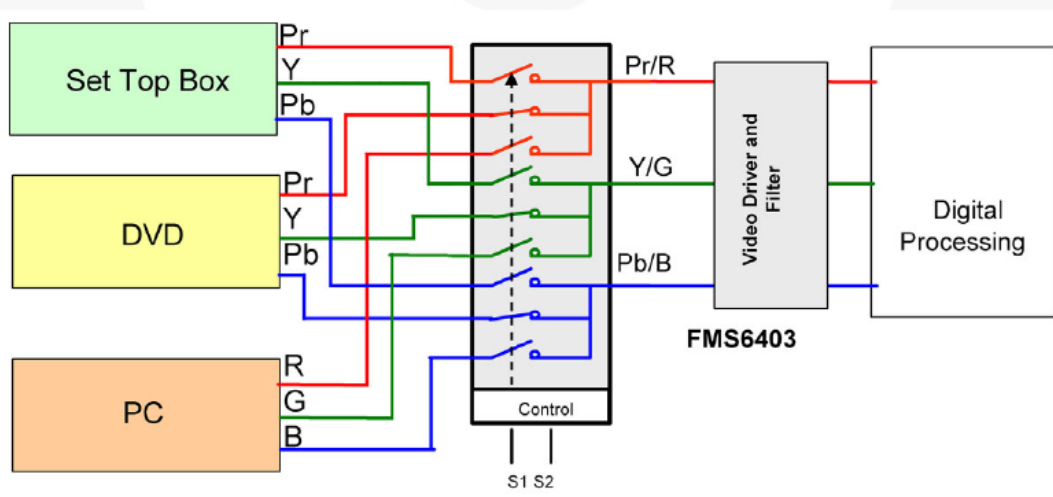 Set Top Box
Pr
Y
Pb
DVD
Pr
Y
Pb
PC
R
G
B
Control
S1 S2
Pr/R
Y/G
Pb/B
Video Driver and
Filter
FMS6403
Digital
Processing